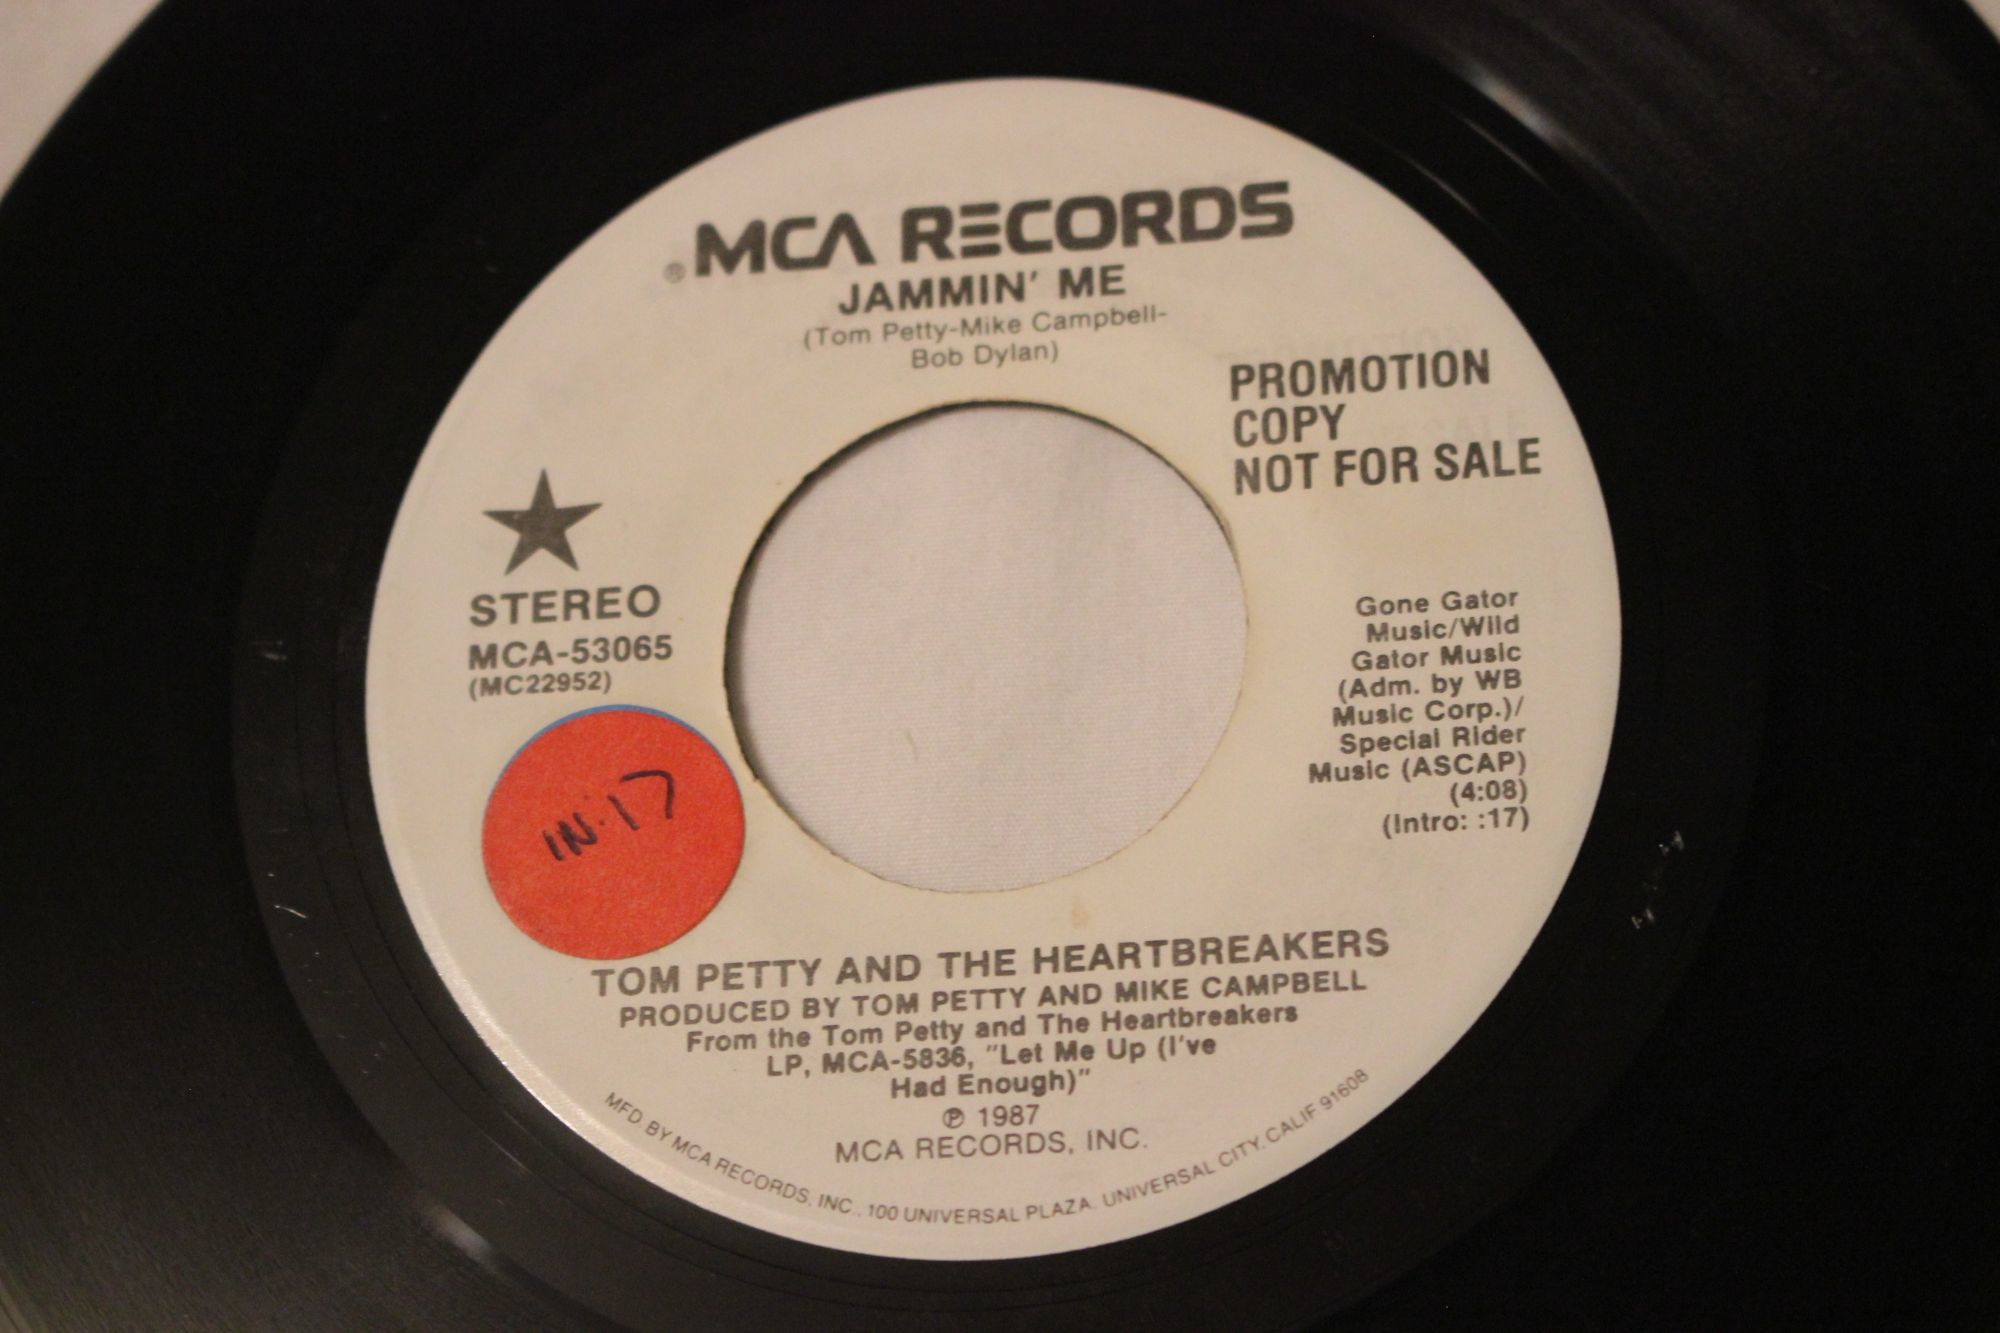 ® MCA RECORDS
JAMMIN' ME
(Tom Petty-Mike Campbell-
Bob Dylan)
PROMOTION
COPY
NOT FOR SALE
STEREO
MCA-53065
(MC22952)
IN:17
Gone Gator
Music/Wild
Gator Music
(Adm. by WB
Music Corp.)/
Special Rider
Music (ASCAP)
(4:08)
(Intro: :17)
TOM PETTY AND THE HEARTBREAKERS
PRODUCED BY TOM PETTY AND MIKE CAMPBELL
From the Tom Petty and The Heartbreakers
LP, MCA-5836, "Let Me Up (I've
Had Enough)"
℗ 1987
MCA RECORDS, INC.
MFD. BY MCA RECORDS, INC., 100 UNIVERSAL PLAZA, UNIVERSAL CITY, CALIF. 91608